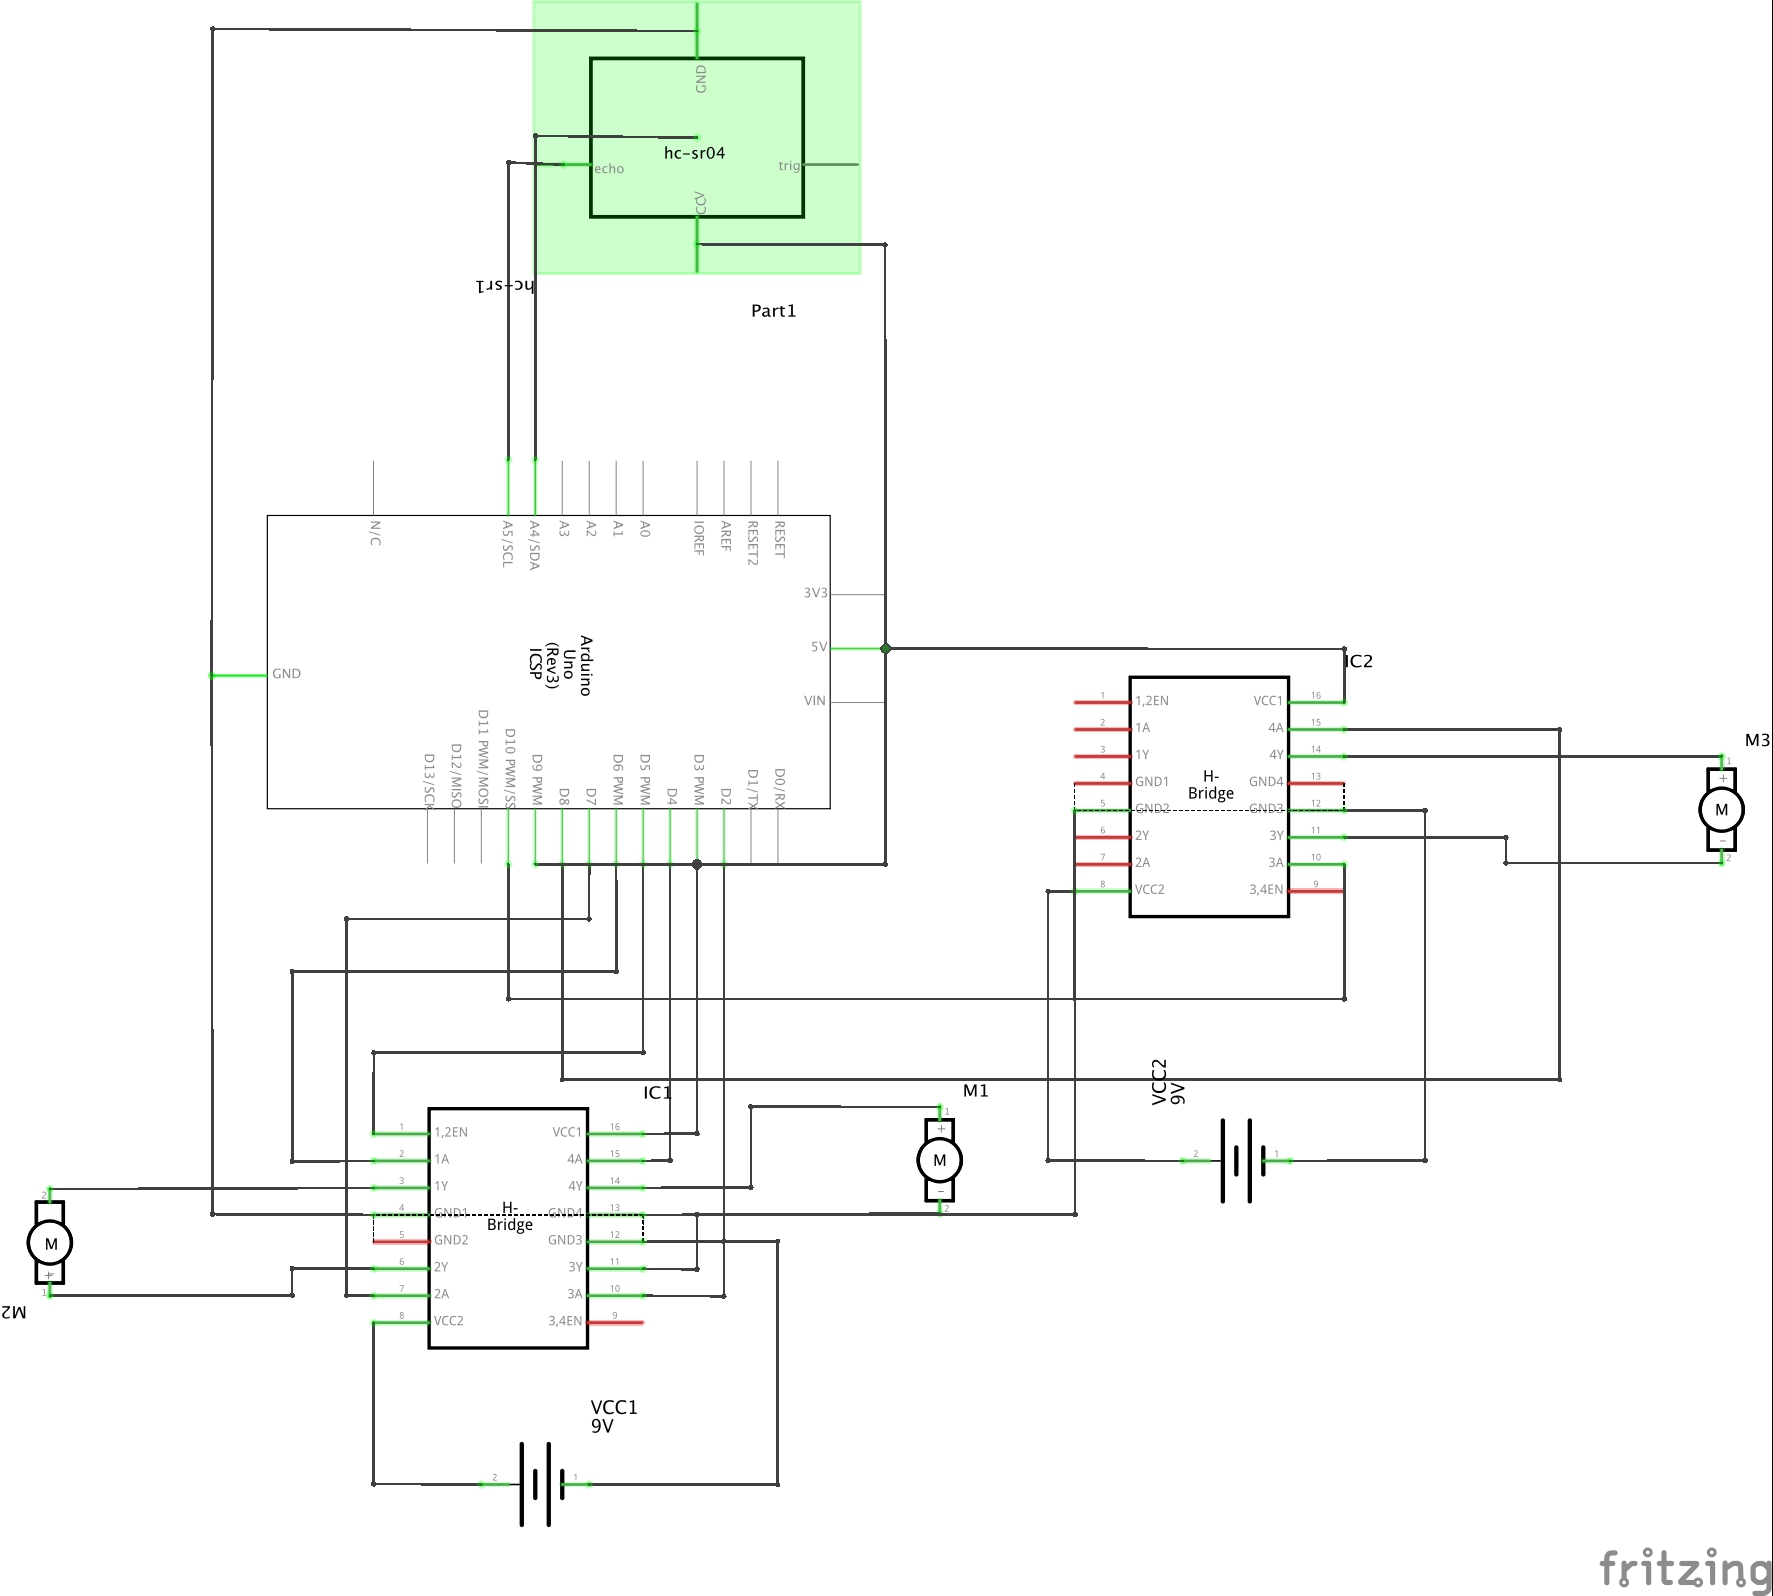 GND
hc-sr04
echo
trig
VCC
hc-sr1
Part1
N/C
A5/SCL
A4/SDA
A3
A2
A1
A0
IOREF
AREF
RESET2
RESET
3V3
5V
VIN
GND
Arduino
Uno
(Rev3)
ICSP
D13/SCK
D12/MISO
D11 PWM/MOSI
D10 PWM/SS
D9 PWM
D8
D7
D6 PWM
D5 PWM
D4
D3 PWM
D2
D1/TX
D0/RX
IC2
1 1,2EN VCC1 16
2 1A 4A 15
3 1Y 4Y 14
4 GND1 GND4 13
5 GND2 GND3 12
6 2Y 3Y 11
7 2A 3A 10
8 VCC2 3,4EN 9
H-
Bridge
M3
1
+
M
-
2
IC1
1 1,2EN VCC1 16
2 1A 4A 15
3 1Y 4Y 14
4 GND1 GND4 13
5 GND2 GND3 12
6 2Y 3Y 11
7 2A 3A 10
8 VCC2 3,4EN 9
H-
Bridge
M1
1
+
M
-
2
VCC2
9V
2 1
2
M
+
1
M2
VCC1
9V
2 1
fritzing